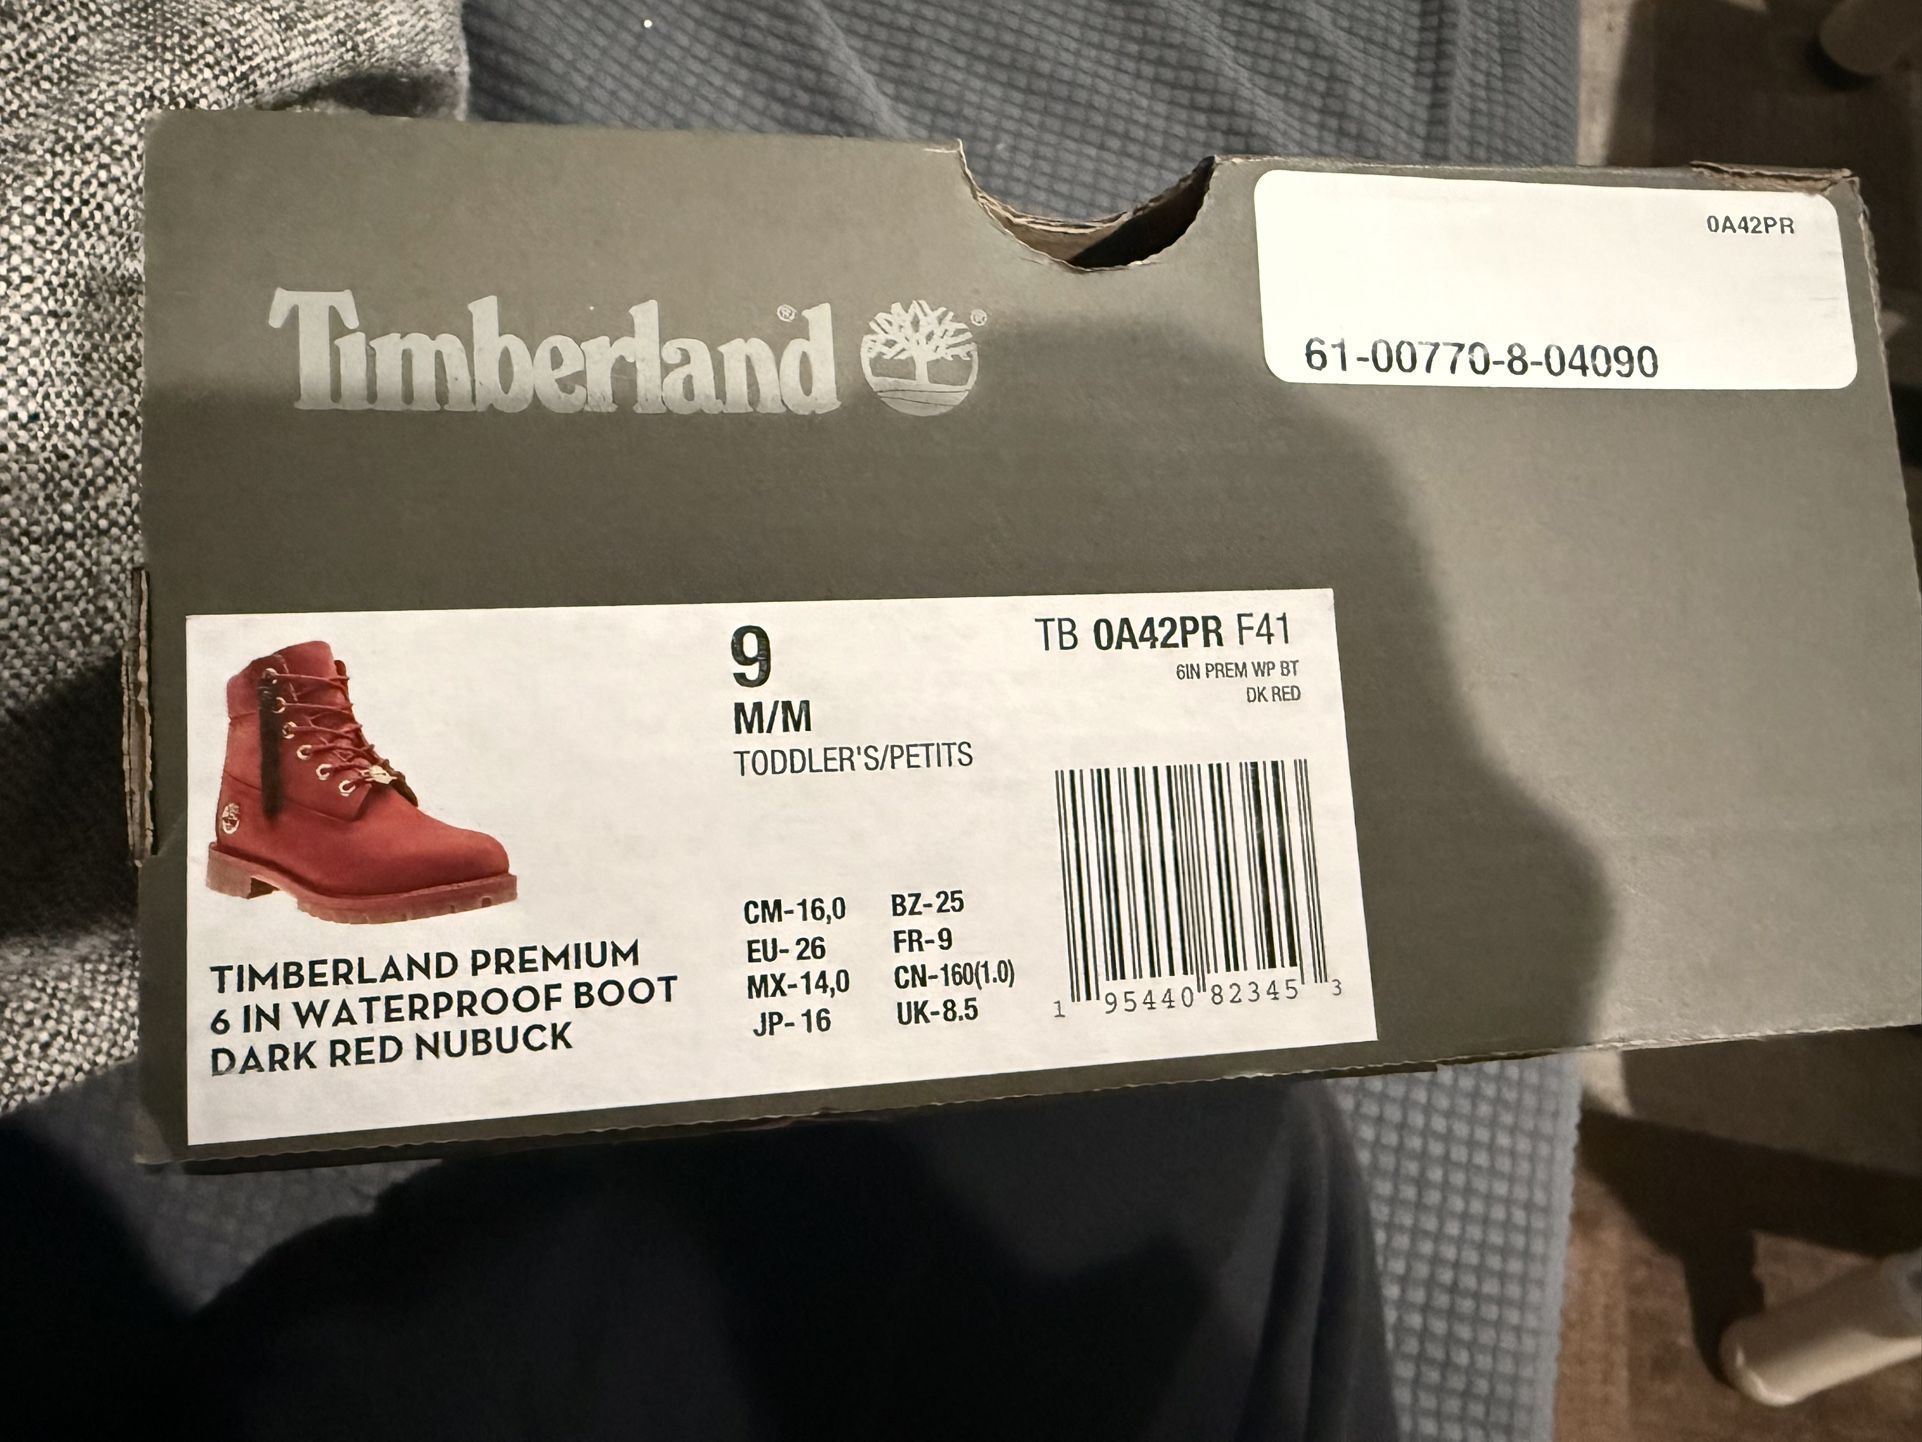 0A42PR
Timberland®
®
61-00770-8-04090
9
M/M
TODDLER'S/PETITS
TB 0A42PR F41
6IN PREM WP BT
DK RED
TIMBERLAND PREMIUM
6 IN WATERPROOF BOOT
DARK RED NUBUCK
CM-16,0 BZ-25
EU-26 FR-9
MX-14,0 CN-160(1.0)
JP-16 UK-8.5
1 95440 82345 3